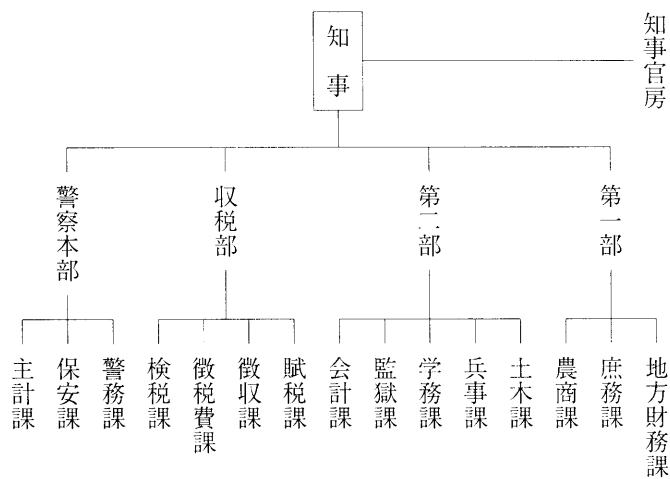 知事
知事官房
第一部
地方財務課
庶務課
農商課
第二部
土木課
兵事課
学務課
監獄課
会計課
収税部
賦税課
徴収課
徴税費課
検税課
警察本部
警務課
保安課
主計課